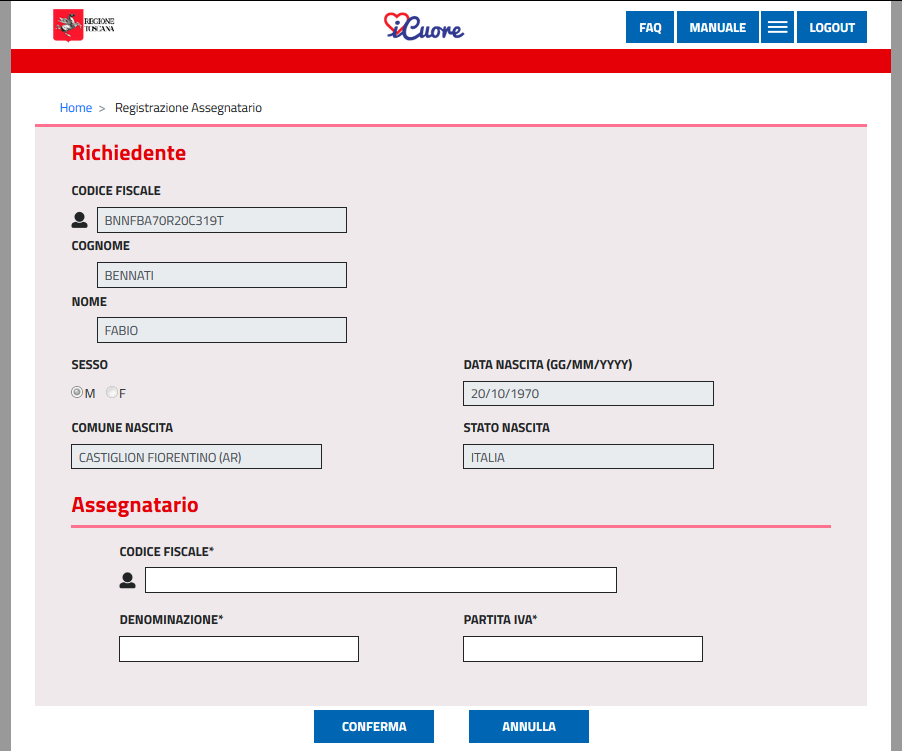 REGIONE
TOSCANA
iCuore
FAQ
MANUALE
LOGOUT
Home > Registrazione Assegnatario
Richiedente
CODICE FISCALE
BNNFBA70R20C319T
COGNOME
BENNATI
NOME
FABIO
SESSO
M F
DATA NASCITA (GG/MM/YYYY)
20/10/1970
COMUNE NASCITA
CASTIGLION FIORENTINO (AR)
STATO NASCITA
ITALIA
Assegnatario
CODICE FISCALE*
DENOMINAZIONE*
PARTITA IVA*
CONFERMA
ANNULLA